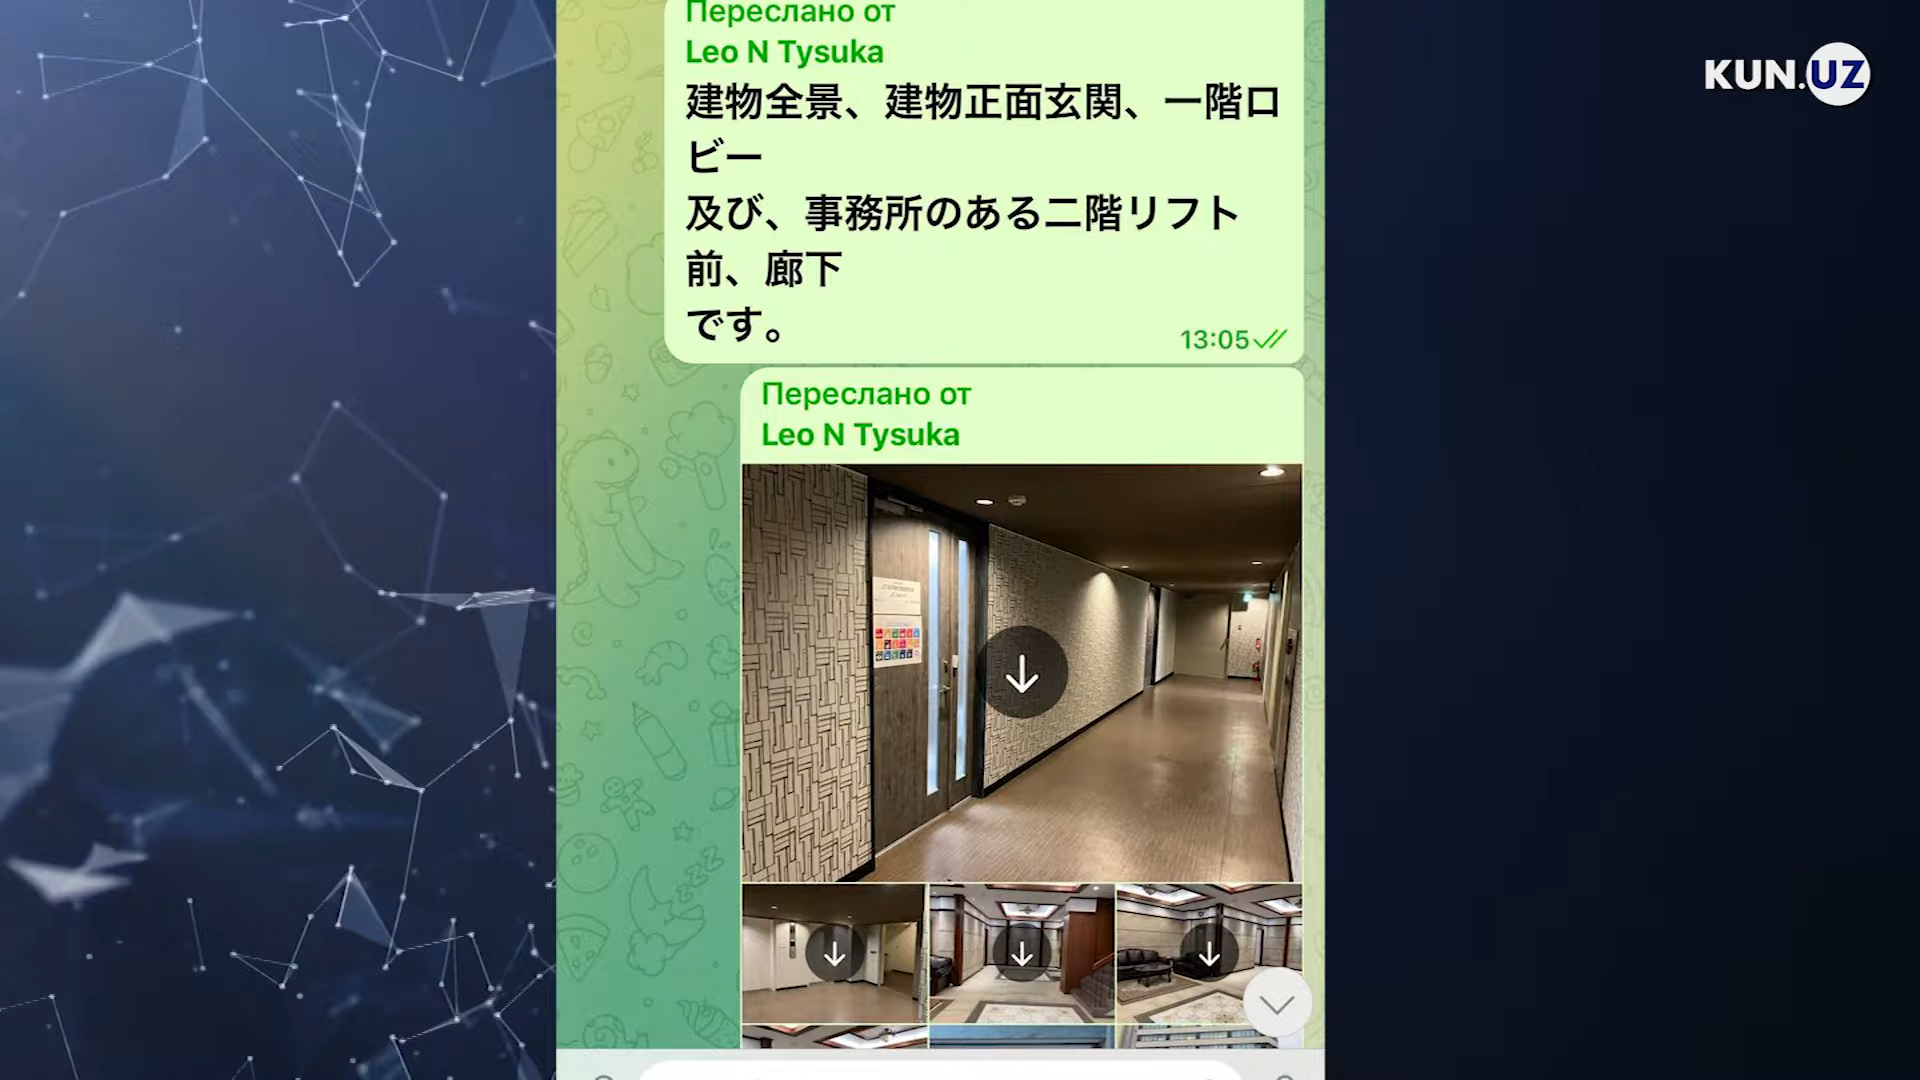 Переслано от
Leo N Tysuka
建物全景、建物正面玄関、一階ロ
ビー
及び、事務所のある二階リフト
前、廊下
です。
13:05
Переслано от
Leo N Tysuka
KUN.UZ